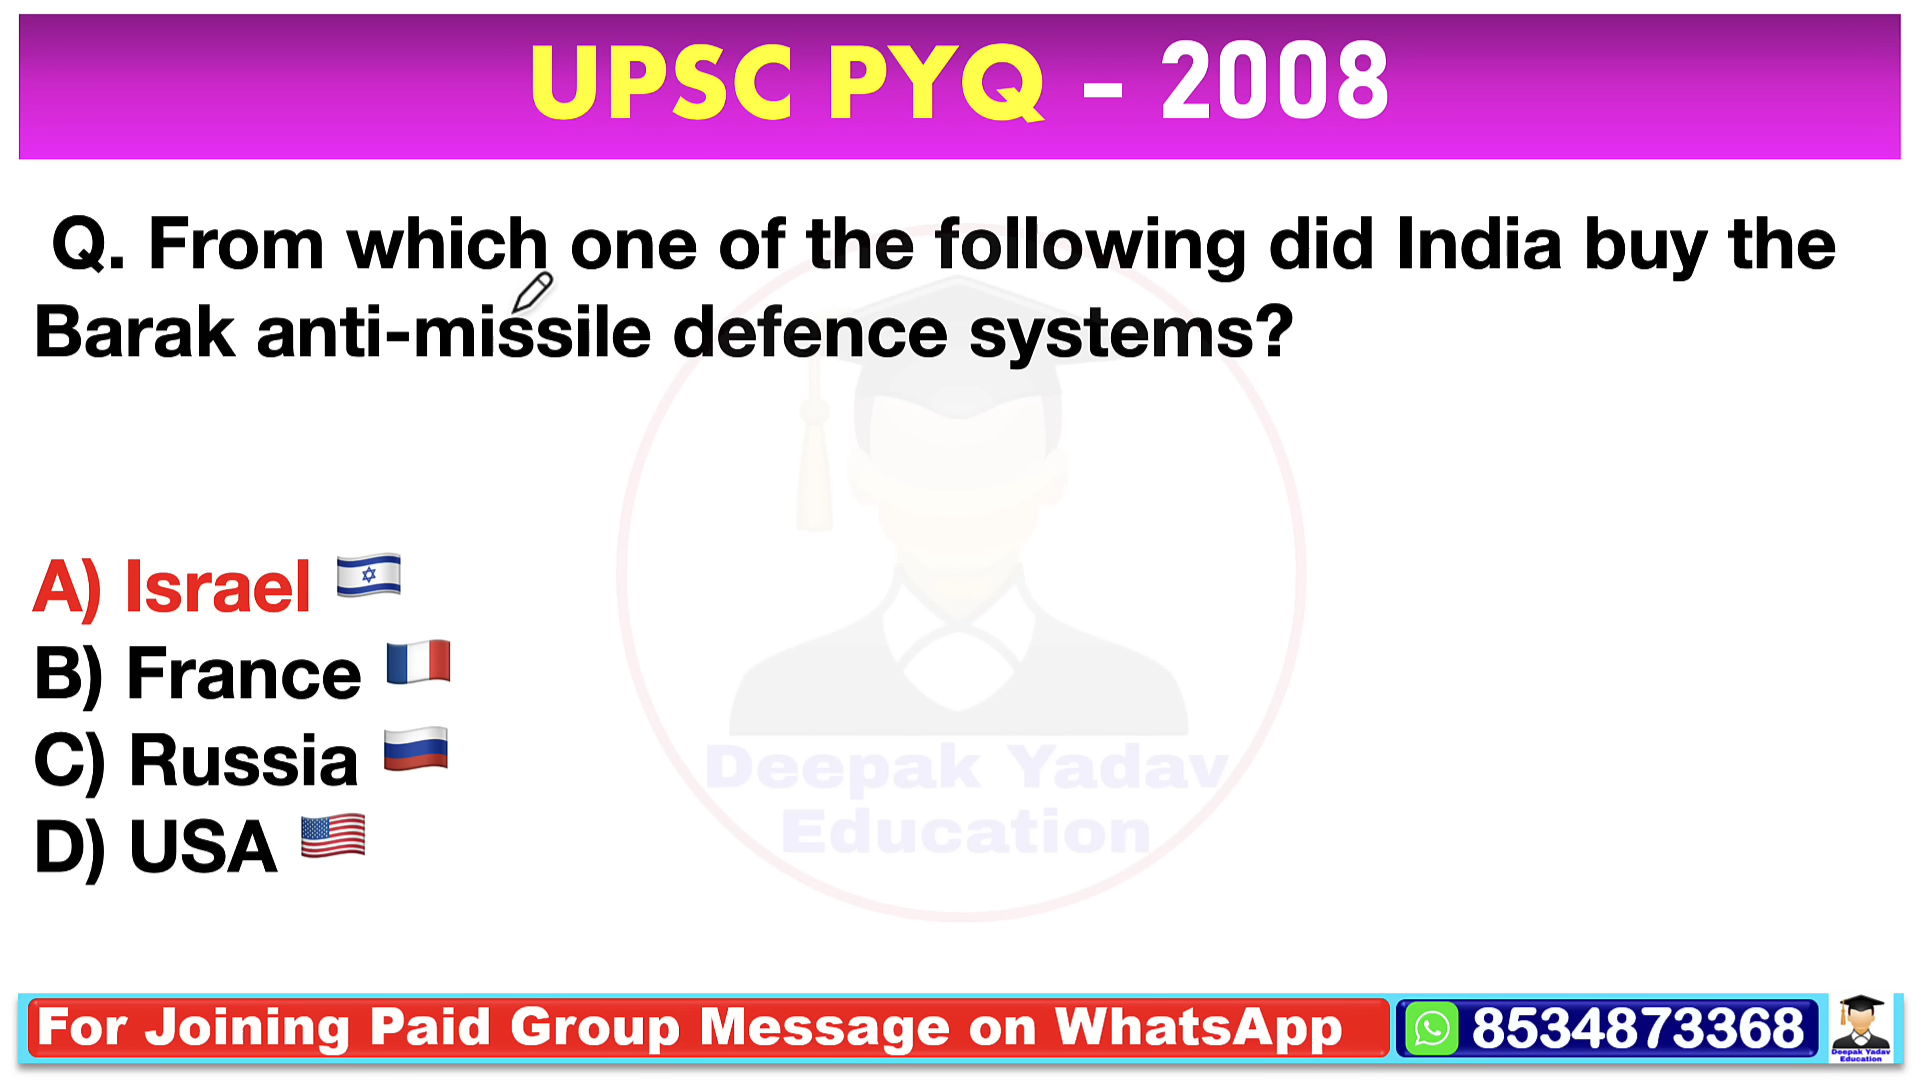 UPSC PYQ - 2008
Q. From which one of the following did India buy the
Barak anti-missile defence systems?
A) Israel
B) France
C) Russia
D) USA
Deepak Yadav
Education
For Joining Paid Group Message on WhatsApp
8534873368
Deepak Yadav
Education